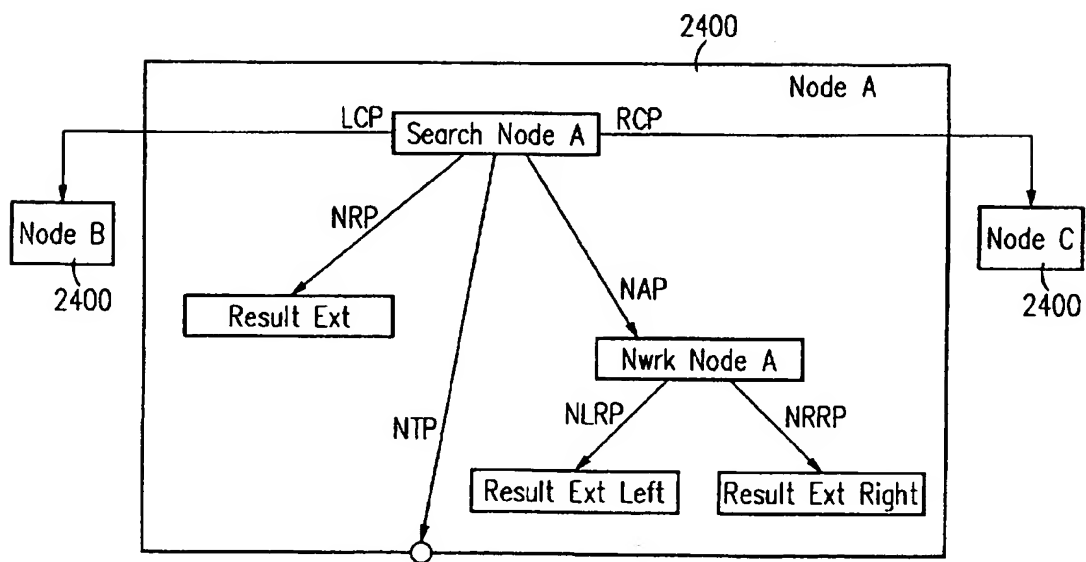 2400
Node A
LCP
Search Node A
RCP
Node B
2400
NRP
Node C
2400
Result Ext
NAP
Nwrk Node A
NTP
NLRP
NRRP
Result Ext Left
Result Ext Right